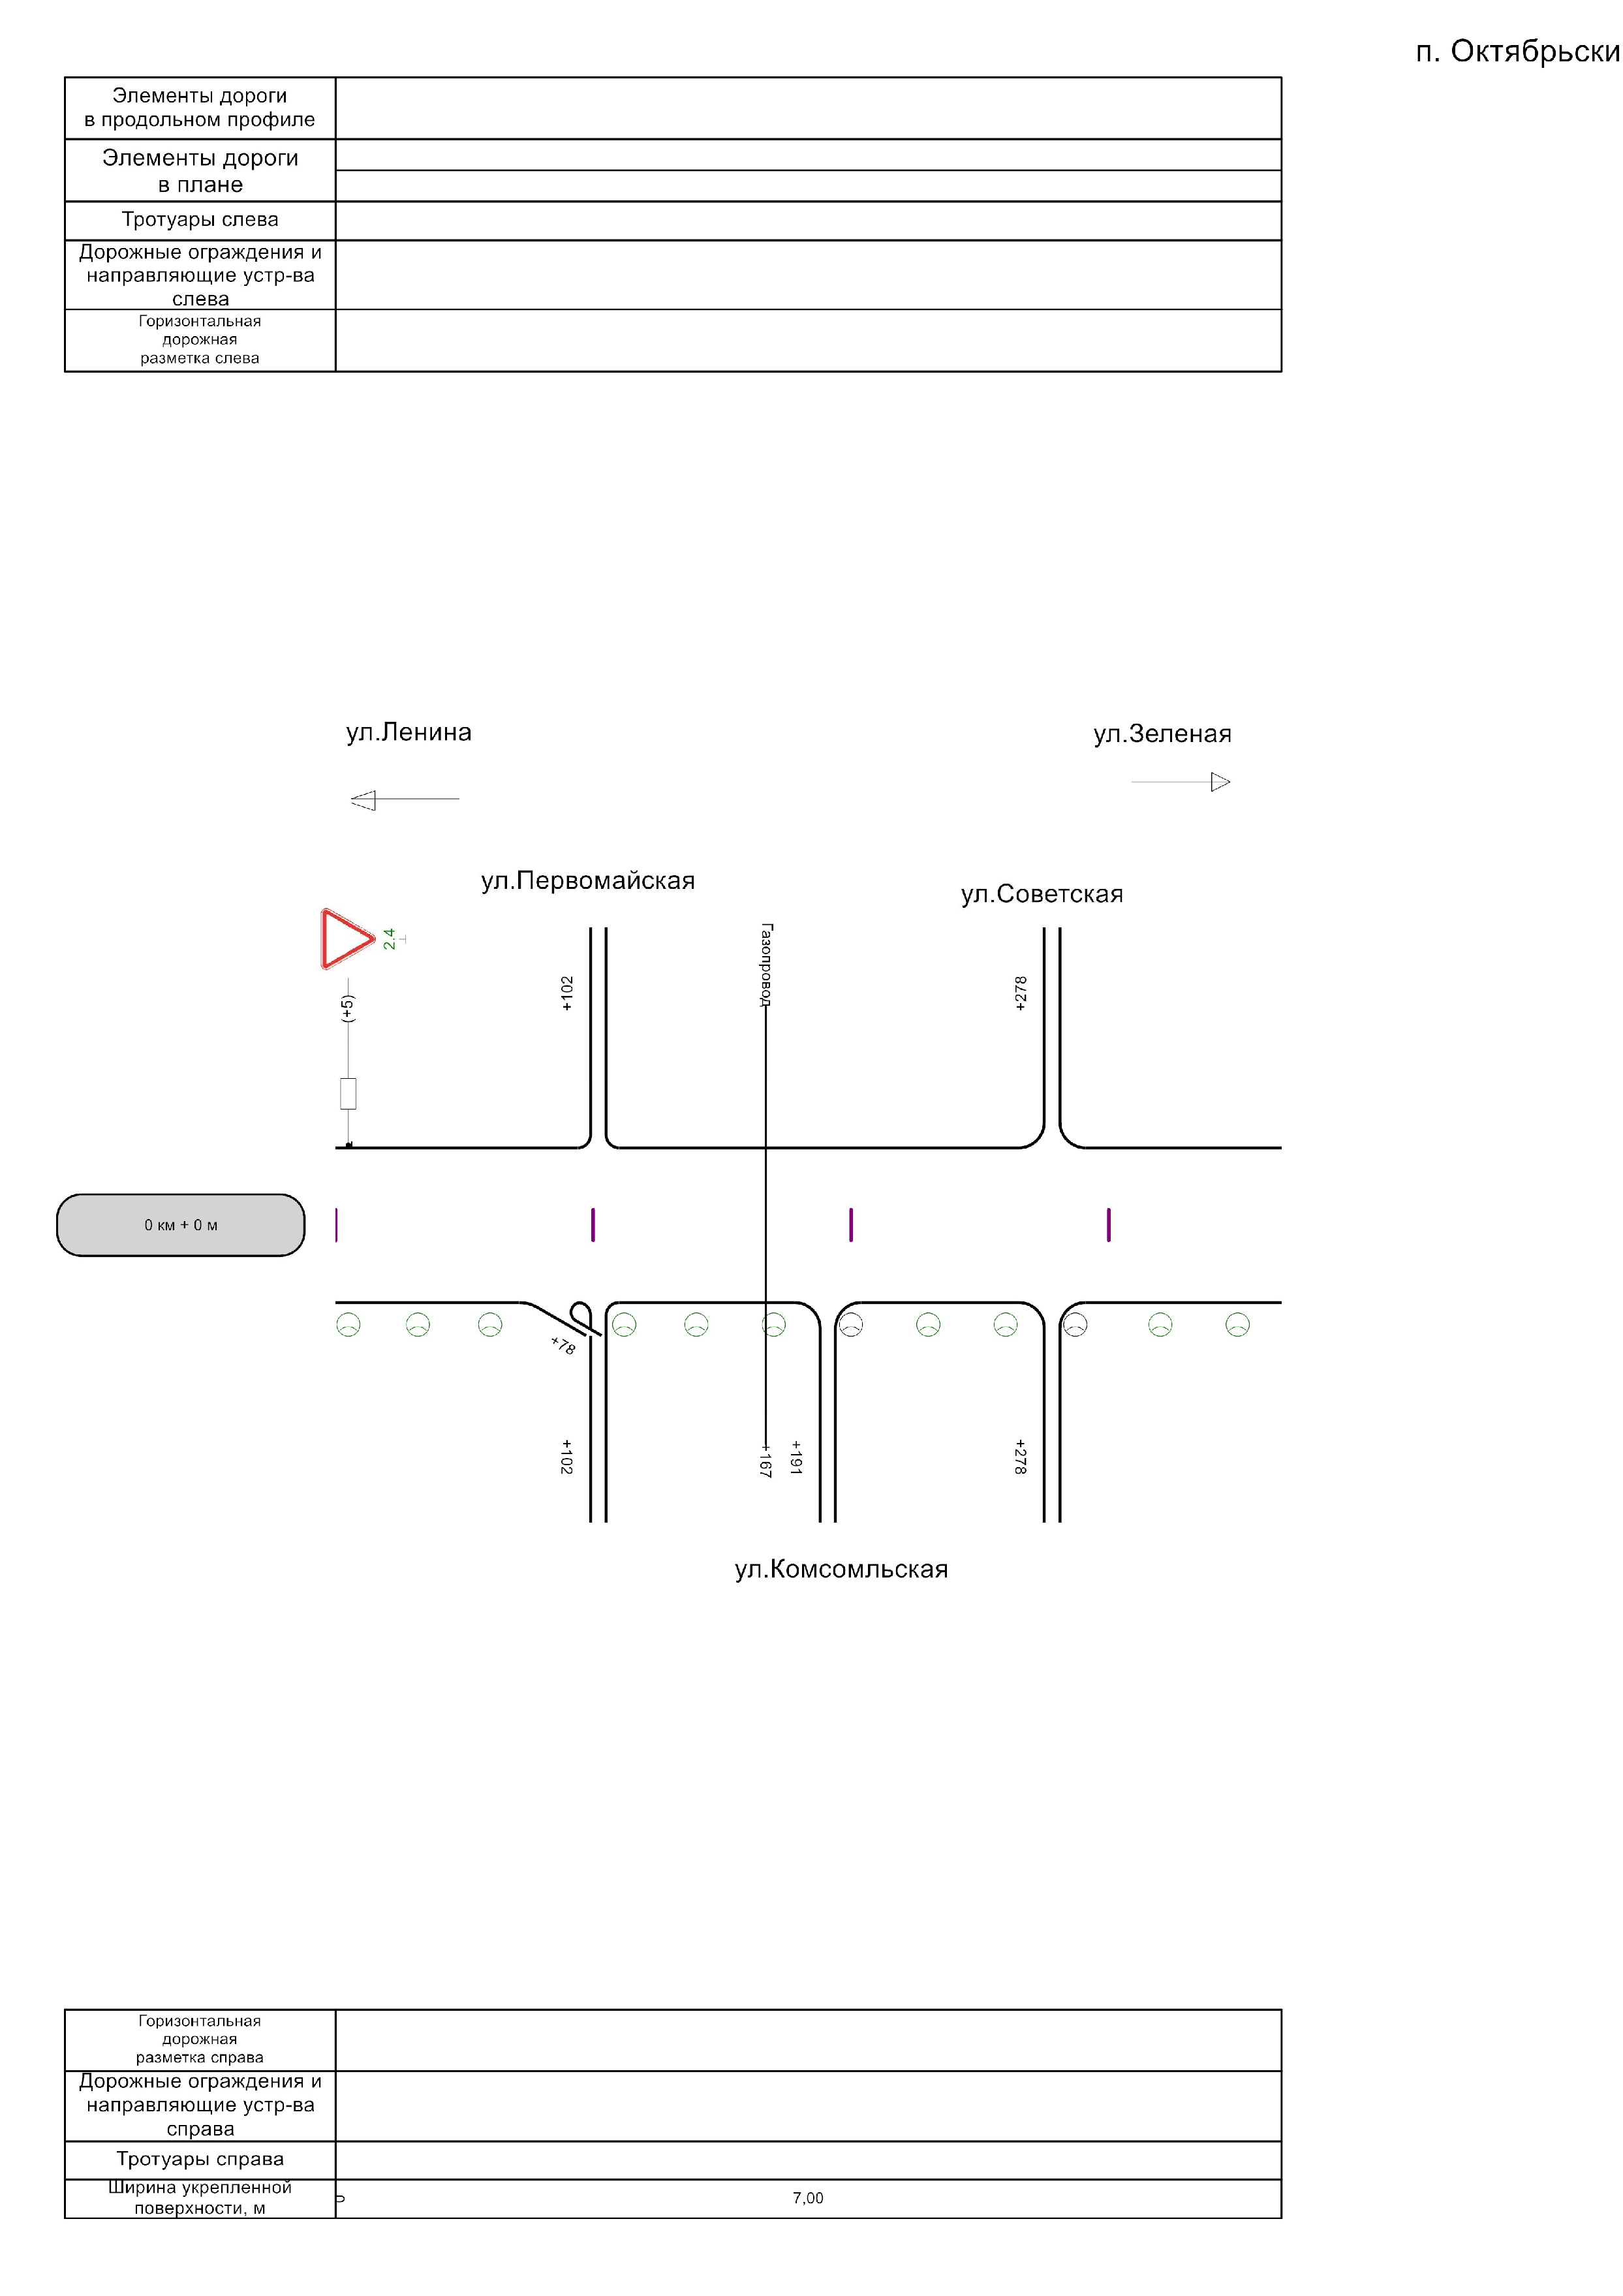 п. Октябрьски
Элементы дороги
в продольном профиле
Элементы дороги
в плане
Тротуары слева
Дорожные ограждения и
направляющие устр-ва
слева
Горизонтальная
дорожная
разметка слева
ул.Ленина
ул.Зеленая
ул.Первомайская
ул.Советская
2.4
(+5)
+102
Газопровод
+278
0 км + 0 м
+78
+102
+167
+191
+278
ул.Комсомльская
Горизонтальная
дорожная
разметка справа
Дорожные ограждения и
направляющие устр-ва
справа
Тротуары справа
Ширина укрепленной
поверхности, м
7,00